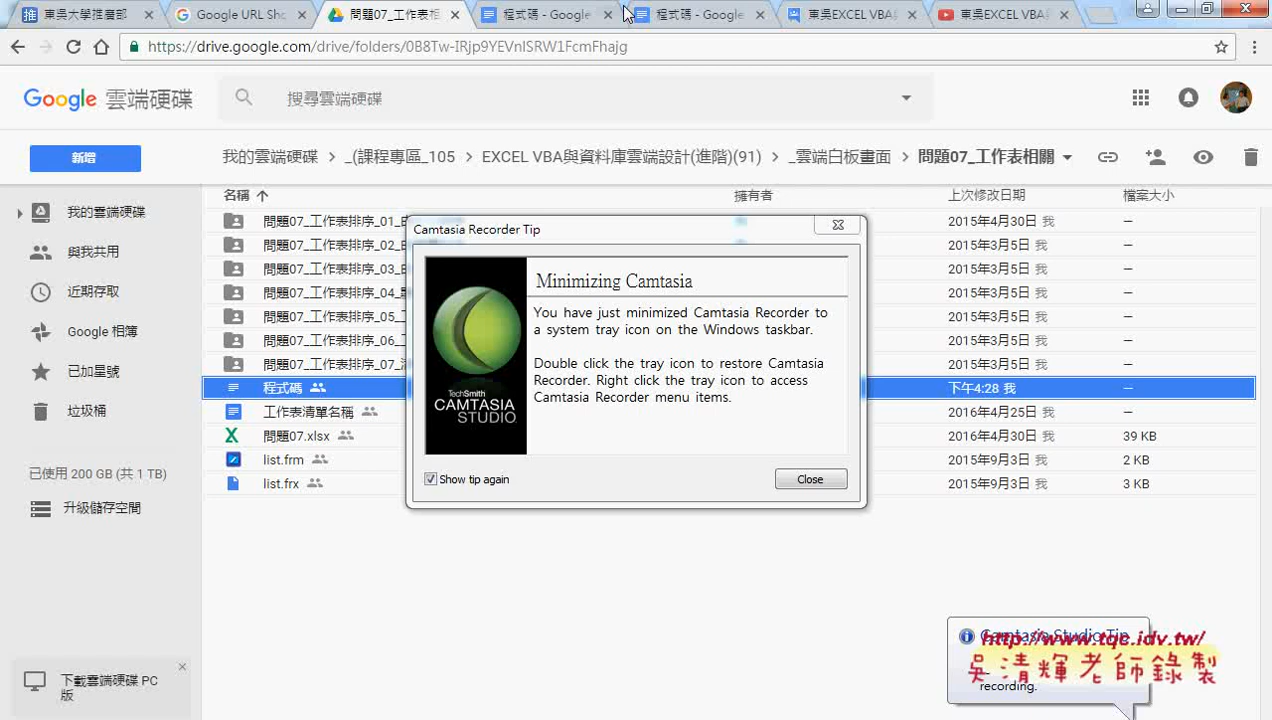 東吳大學推廣部
Google URL Sho
問題07_工作表相
程式碼 - Google
程式碼 - Google
東吳EXCEL VBA
東吳EXCEL VBA
https://drive.google.com/drive/folders/0B8Tw-IRjp9YEVnlSRW1FcmFhajg
Google 雲端硬碟
搜尋雲端硬碟
新增
我的雲端硬碟 > _(課程專區_105 > EXCEL VBA與資料庫雲端設計(進階)(91) > _雲端白板畫面 > 問題07_工作表相關
名稱 擁有者 上次修改日期 檔案大小
我的雲端硬碟
與我共用
近期存取
Google 相簿
已加星號
垃圾桶
已使用 200 GB (共 1 TB)
升級儲存空間
下載雲端硬碟 PC
版
問題07_工作表排序_01_ 2015年4月30日 我 –
問題07_工作表排序_02_ 2015年3月5日 我 –
問題07_工作表排序_03_ 2015年3月5日 我 –
問題07_工作表排序_04_ 2015年3月5日 我 –
問題07_工作表排序_05_ 2015年3月5日 我 –
問題07_工作表排序_06_ 2015年3月5日 我 –
問題07_工作表排序_07_ 2015年3月5日 我 –
程式碼 下午4:28 我 –
工作表清單名稱 2016年4月25日 我 –
問題07.xlsx 2016年4月30日 我 39 KB
list.frm 2015年9月3日 我 2 KB
list.frx 2015年9月3日 我 3 KB
Camtasia Recorder Tip
Minimizing Camtasia
You have just minimized Camtasia Recorder to
a system tray icon on the Windows taskbar.
Double click the tray icon to restore Camtasia
Recorder. Right click the tray icon to access
Camtasia Recorder menu items.
TechSmith
CAMTASIA
STUDIO
Show tip again
Close
Camtasia Studio Tip
http://www.tqc.idv.tw/
吳清輝老師錄製
recording.